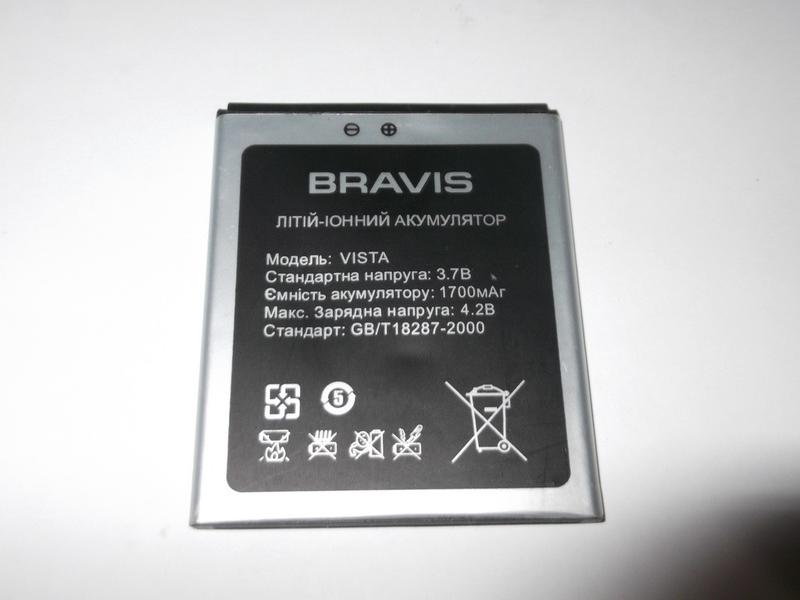 BRAVIS
ЛІТІЙ-ІОННИЙ АКУМУЛЯТОР
Модель: VISTA
Стандартна напруга: 3.7В
Ємність акумулятору: 1700мАг
Макс. Зарядна напруга: 4.2В
Стандарт: GB/T18287-2000
5